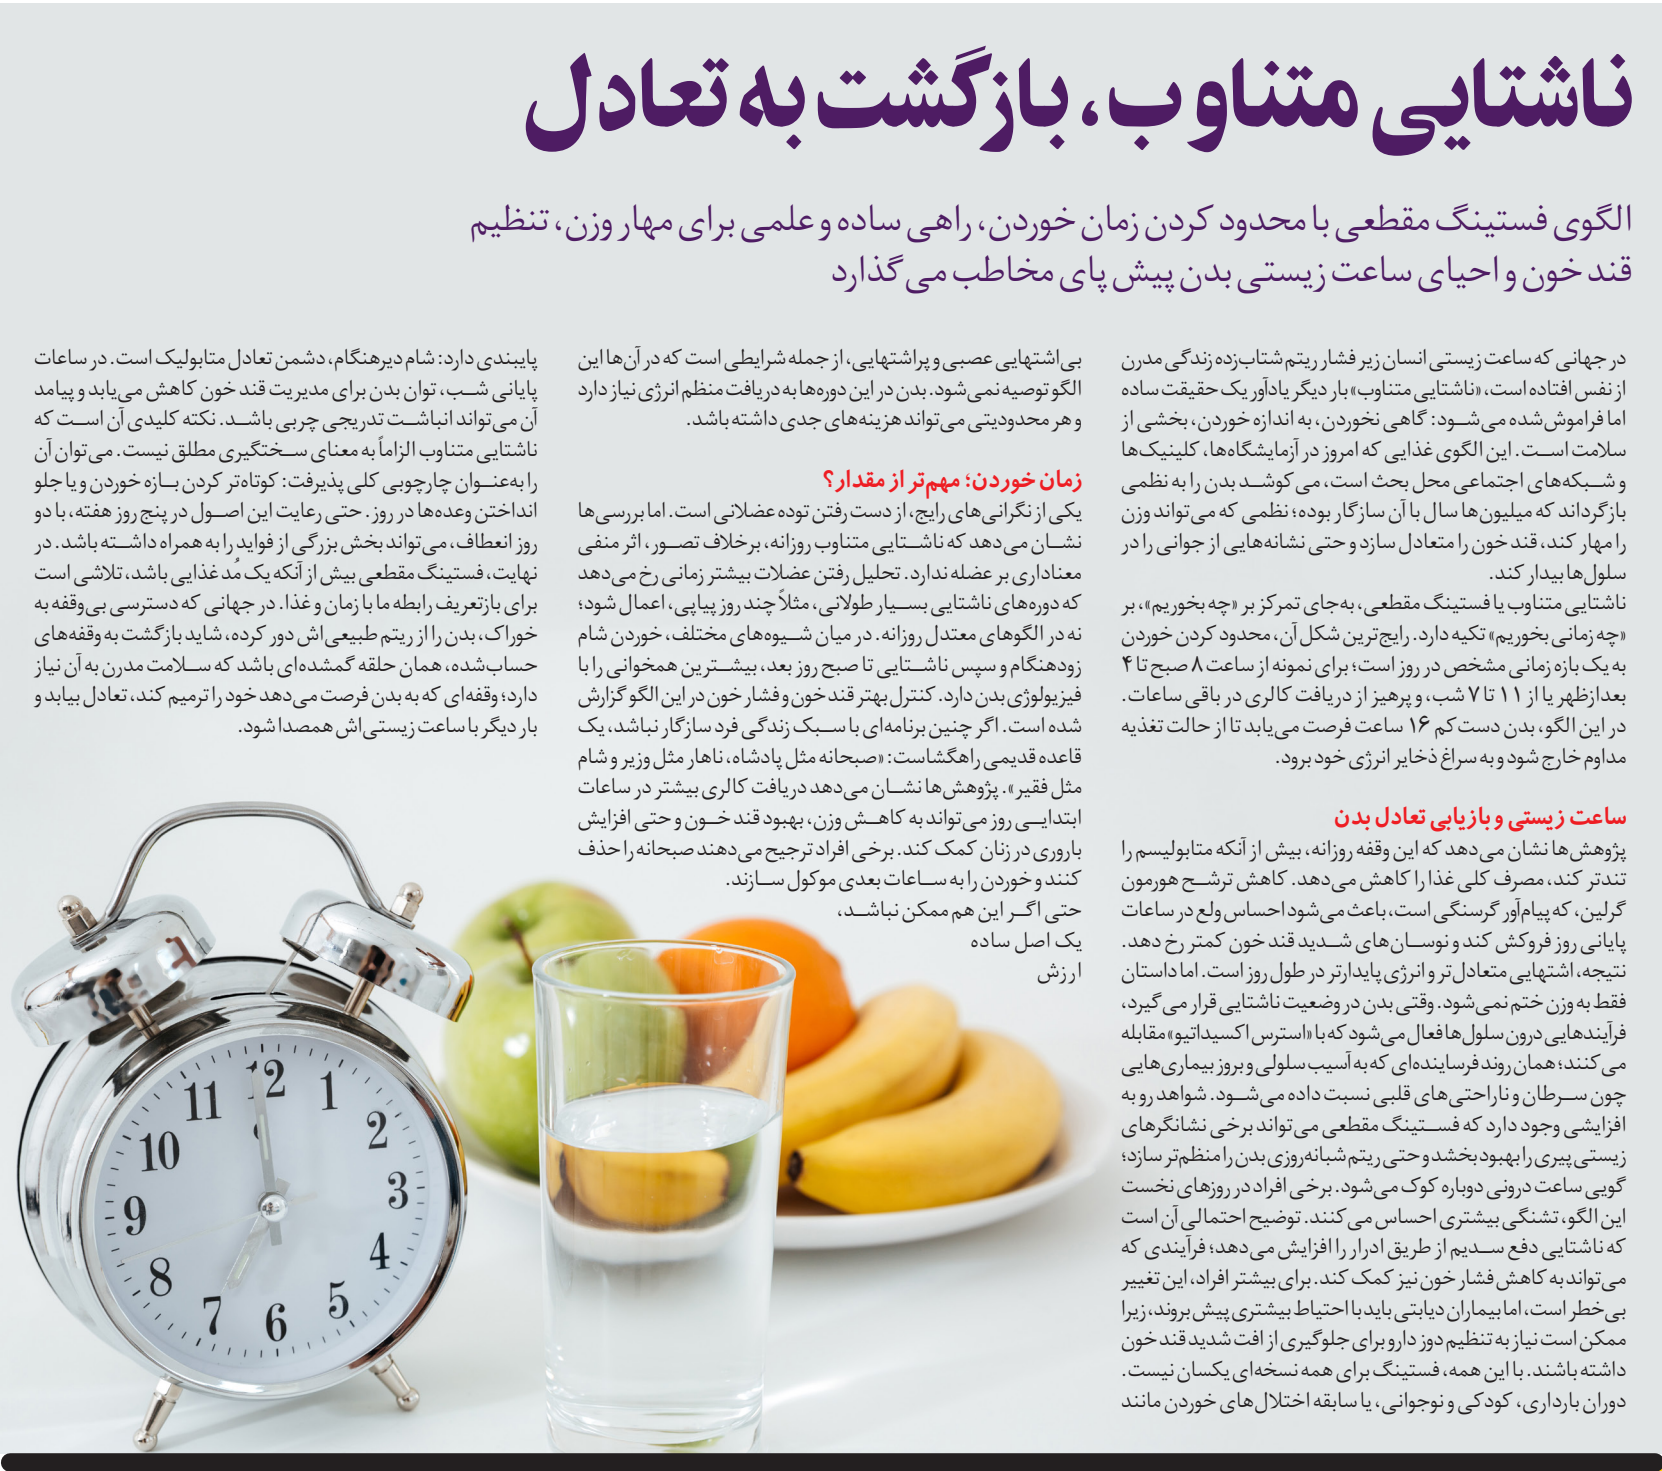 ناشتایی متناوب، بازگشت به تعادل
الگوی فستینگ مقطعی با محدود کردن زمان خوردن، راهی ساده و علمی برای مهار وزن، تنظیم
قند خون و احیای ساعت زیستی بدن پیش پای مخاطب می‌گذارد
در جهانی که ساعت زیستی انسان زیر فشار ریتم شتاب‌زده زندگی مدرن
از نفس افتاده است، «ناشتایی متناوب» بار دیگر یادآور یک حقیقت ساده
اما فراموش‌شده می‌شود: گاهی نخوردن، به اندازه خوردن، بخشی از
سلامت است. این الگوی غذایی که امروز در آزمایشگاه‌ها، کلینیک‌ها
و شبکه‌های اجتماعی محل بحث است، می‌کوشد بدن را به نظمی
بازگرداند که میلیون‌ها سال با آن سازگار بوده؛ نظمی که می‌تواند وزن
را مهار کند، قند خون را متعادل سازد و حتی نشانه‌هایی از جوانی را در
سلول‌ها بیدار کند.
ناشتایی متناوب یا فستینگ مقطعی، به‌جای تمرکز بر «چه بخوریم»، بر
«چه زمانی بخوریم» تکیه دارد. رایج‌ترین شکل آن، محدود کردن خوردن
به یک بازه زمانی مشخص در روز است؛ برای نمونه از ساعت ۸ صبح تا ۴
بعدازظهر یا از ۱۱ تا ۷ شب، و پرهیز از دریافت کالری در باقی ساعات.
در این الگو، بدن دست‌کم ۱۶ ساعت فرصت می‌یابد تا از حالت تغذیه
مداوم خارج شود و به سراغ ذخایر انرژی خود برود.
ساعت زیستی و بازیابی تعادل بدن
پژوهش‌ها نشان می‌دهد که این وقفه روزانه، بیش از آنکه متابولیسم را
تندتر کند، مصرف کلی غذا را کاهش می‌دهد. کاهش ترشح هورمون
گرلین، که پیام‌آور گرسنگی است، باعث می‌شود احساس ولع در ساعات
پایانی روز فروکش کند و نوسان‌های شدید قند خون کمتر رخ دهد.
نتیجه، اشتهایی متعادل‌تر و انرژی پایدارتر در طول روز است. اما داستان
فقط به وزن ختم نمی‌شود. وقتی بدن در وضعیت ناشتایی قرار می‌گیرد،
فرآیندهایی درون سلول‌ها فعال می‌شود که با «استرس اکسیداتیو» مقابله
می‌کنند؛ همان روند فرساینده‌ای که به آسیب سلولی و بروز بیماری‌هایی
چون سرطان و ناراحتی‌های قلبی نسبت داده می‌شود. شواهد رو به
افزایشی وجود دارد که فستینگ مقطعی می‌تواند برخی نشانگرهای
زیستی پیری را بهبود بخشد و حتی ریتم شبانه‌روزی بدن را منظم‌تر سازد؛
گویی ساعت درونی دوباره کوک می‌شود. برخی افراد در روزهای نخست
این الگو، تشنگی بیشتری احساس می‌کنند. توضیح احتمالی آن است
که ناشتایی دفع سدیم از طریق ادرار را افزایش می‌دهد؛ فرآیندی که
می‌تواند به کاهش فشار خون نیز کمک کند. برای بیشتر افراد، این تغییر
بی‌خطر است، اما بیماران دیابتی باید با احتیاط بیشتری پیش بروند، زیرا
ممکن است نیاز به تنظیم دوز دارو برای جلوگیری از افت شدید قند خون
داشته باشند. با این همه، فستینگ برای همه نسخه‌ای یکسان نیست.
دوران بارداری، کودکی و نوجوانی، یا سابقه اختلال‌های خوردن مانند
بی‌اشتهایی عصبی و پراشتهایی، از جمله شرایطی است که در آن‌ها این
الگو توصیه نمی‌شود. بدن در این دوره‌ها به دریافت منظم انرژی نیاز دارد
و هر محدودیتی می‌تواند هزینه‌های جدی داشته باشد.
زمان خوردن؛ مهم‌تر از مقدار؟
یکی از نگرانی‌های رایج، از دست رفتن توده عضلانی است. اما بررسی‌ها
نشان می‌دهد که ناشتایی متناوب روزانه، برخلاف تصور، اثر منفی
معناداری بر عضله ندارد. تحلیل رفتن عضلات بیشتر زمانی رخ می‌دهد
که دوره‌های ناشتایی بسیار طولانی، مثلاً چند روز پیاپی، اعمال شود؛
نه در الگوهای معتدل روزانه. در میان شیوه‌های مختلف، خوردن شام
زودهنگام و سپس ناشتایی تا صبح روز بعد، بیشترین همخوانی را با
فیزیولوژی بدن دارد. کنترل بهتر قند خون و فشار خون در این الگو گزارش
شده است. اگر چنین برنامه‌ای با سبک زندگی فرد سازگار نباشد، یک
قاعده قدیمی راهگشاست: «صبحانه مثل پادشاه، ناهار مثل وزیر و شام
مثل فقیر». پژوهش‌ها نشان می‌دهد دریافت کالری بیشتر در ساعات
ابتدایی روز می‌تواند به کاهش وزن، بهبود قند خون و حتی افزایش
باروری در زنان کمک کند. برخی افراد ترجیح می‌دهند صبحانه را حذف
کنند و خوردن را به ساعات بعدی موکول سازند.
حتی اگر این هم ممکن نباشد،
یک اصل ساده
ارزش
پایبندی دارد: شام دیرهنگام، دشمن تعادل متابولیک است. در ساعات
پایانی شب، توان بدن برای مدیریت قند خون کاهش می‌یابد و پیامد
آن می‌تواند انباشت تدریجی چربی باشد. نکته کلیدی آن است که
ناشتایی متناوب الزاماً به معنای سختگیری مطلق نیست. می‌توان آن
را به‌عنوان چارچوبی کلی پذیرفت: کوتاه‌تر کردن بازه خوردن و یا جلو
انداختن وعده‌ها در روز. حتی رعایت این اصول در پنج روز هفته، با دو
روز انعطاف، می‌تواند بخش بزرگی از فواید را به همراه داشته باشد. در
نهایت، فستینگ مقطعی بیش از آنکه یک مُد غذایی باشد، تلاشی است
برای بازتعریف رابطه ما با زمان و غذا. در جهانی که دسترسی بی‌وقفه به
خوراک، بدن را از ریتم طبیعی‌اش دور کرده، شاید بازگشت به وقفه‌های
حساب‌شده، همان حلقه گمشده‌ای باشد که سلامت مدرن به آن نیاز
دارد؛ وقفه‌ای که به بدن فرصت می‌دهد خود را ترمیم کند، تعادل بیابد و
بار دیگر با ساعت زیستی‌اش همصدا شود.
12
1
2
3
4
5
6
7
8
9
10
11